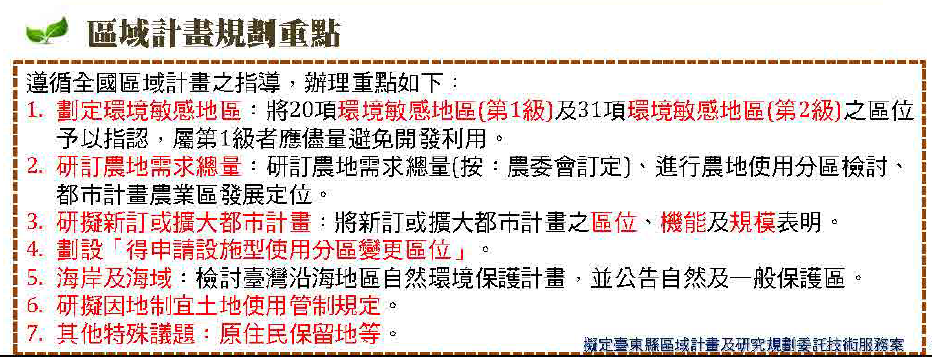 區域計畫規劃重點
遵循全國區域計畫之指導，辦理重點如下：
1. 劃定環境敏感地區：將20項環境敏感地區(第1級)及31項環境敏感地區(第2級)之區位
予以指認，屬第1級者應儘量避免開發利用。
2. 研訂農地需求總量：研訂農地需求總量(按：農委會訂定)、進行農地使用分區檢討、
都市計畫農業區發展定位。
3. 研擬新訂或擴大都市計畫：將新訂或擴大都市計畫之區位、機能及規模表明。
4. 劃設「得申請設施型使用分區變更區位」。
5. 海岸及海域：檢討臺灣沿海地區自然環境保護計畫，並公告自然及一般保護區。
6. 研擬因地制宜土地使用管制規定。
7. 其他特殊議題：原住民保留地等。
擬定臺東縣區域計畫及研究規劃委託技術服務案